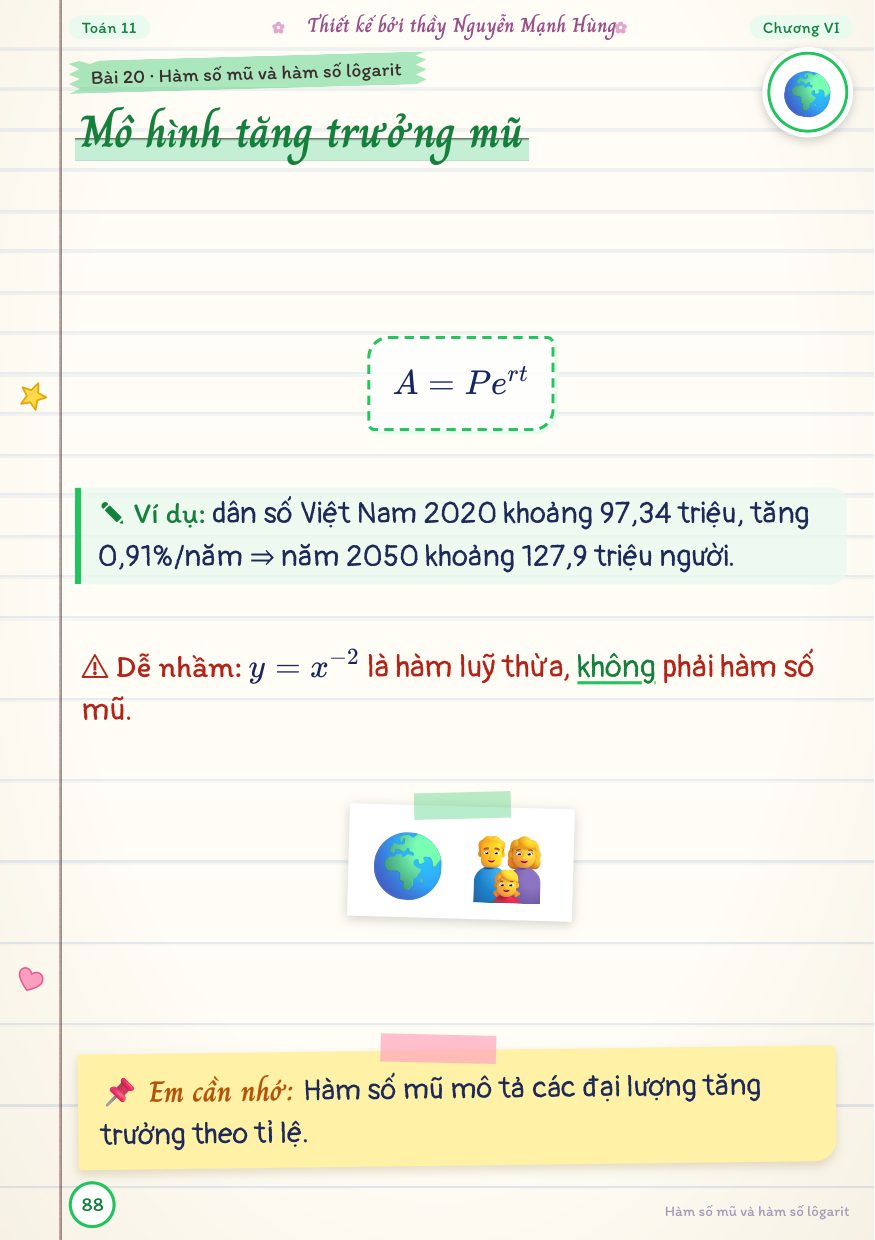 Toán 11
Thiết kế bởi thầy Nguyễn Mạnh Hùng
Chương VI
Bài 20 · Hàm số mũ và hàm số lôgarit
Mô hình tăng trưởng mũ
A = Pe^{rt}
Ví dụ: dân số Việt Nam 2020 khoảng 97,34 triệu, tăng
0,91%/năm ⇒ năm 2050 khoảng 127,9 triệu người.
⚠ Dễ nhầm: y = x^{-2} là hàm luỹ thừa, không phải hàm số
mũ.
Em cần nhớ: Hàm số mũ mô tả các đại lượng tăng
trưởng theo tỉ lệ.
88
Hàm số mũ và hàm số lôgarit